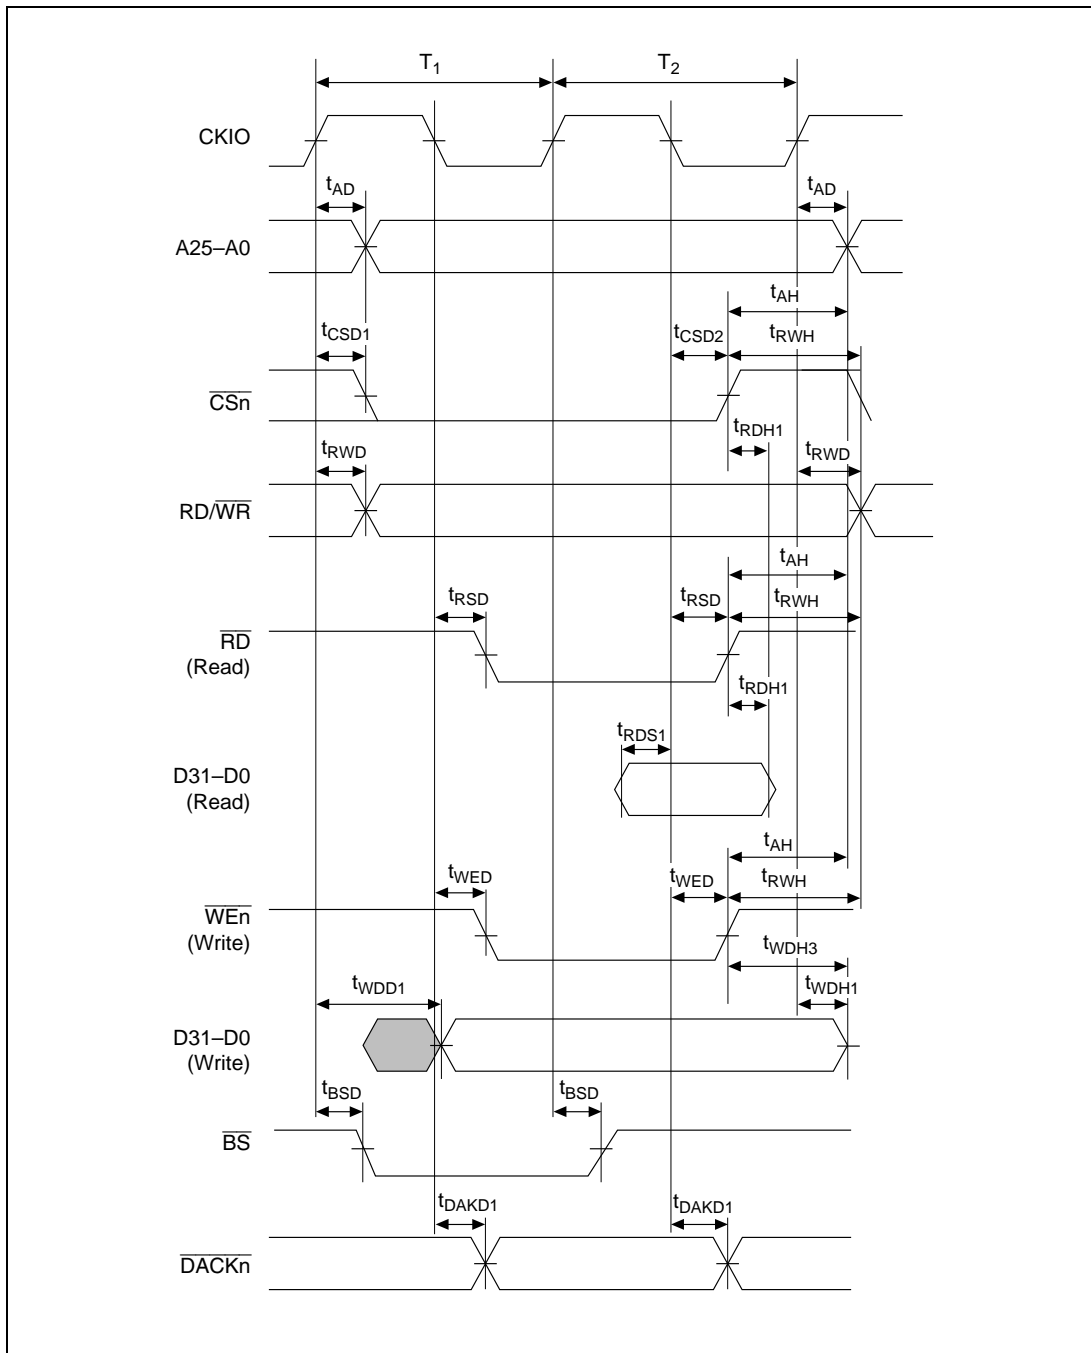 T1 T2
CKIO
tAD tAD
A25–A0
tAH
tCSD1 tCSD2 tRWH
CSn
tRDH1
tRWD tRWD
RD/WR
tAH
tRSD tRSD tRWH
RD
(Read)
tRDH1
tRDS1
D31–D0
(Read)
tAH
tWED tWED tRWH
WEn
(Write)
tWDH3
tWDD1 tWDH1
D31–D0
(Write)
tBSD tBSD
BS
tDAKD1 tDAKD1
DACKn